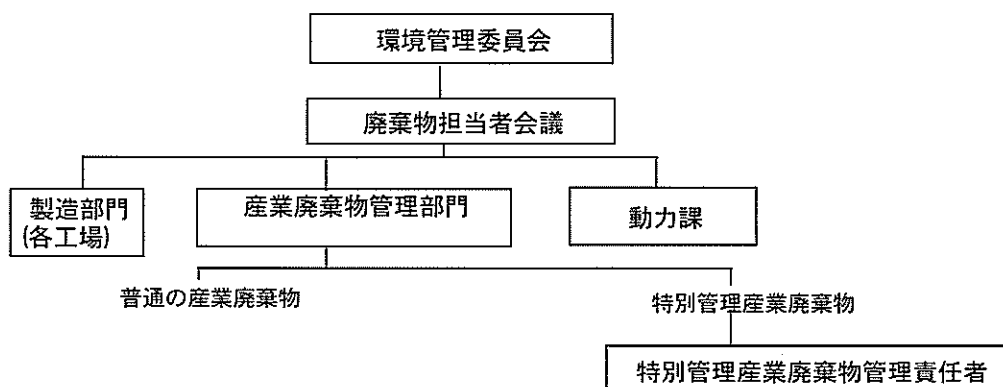 環境管理委員会
廃棄物担当者会議
製造部門
(各工場)
産業廃棄物管理部門
動力課
普通の産業廃棄物
特別管理産業廃棄物
特別管理産業廃棄物管理責任者